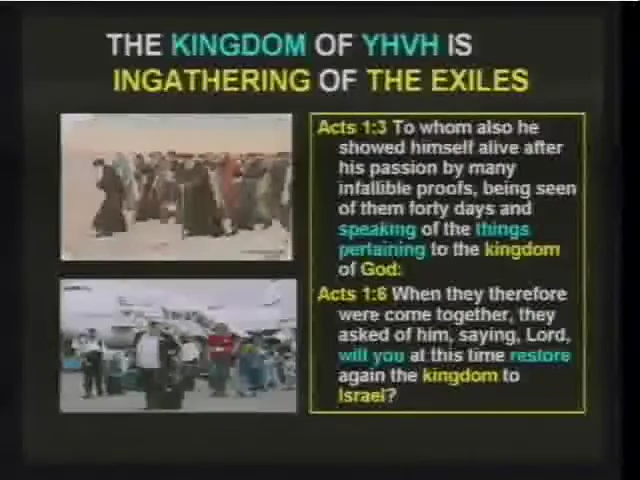 THE KINGDOM OF YHVH IS
INGATHERING OF THE EXILES
Acts 1:3 To whom also he
showed himself alive after
his passion by many
infallible proofs, being seen
of them forty days and
speaking of the things
pertaining to the kingdom
of God:
Acts 1:6 When they therefore
were come together, they
asked of him, saying, Lord,
will you at this time restore
again the kingdom to
Israel?